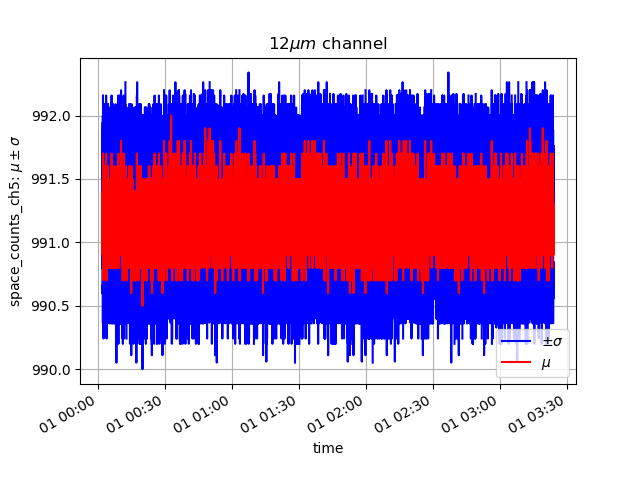 12μm channel
space_counts_ch5: μ ± σ
992.0
991.5
991.0
990.5
990.0
±σ
μ
01 00:00
01 00:30
01 01:00
01 01:30
01 02:00
01 02:30
01 03:00
01 03:30
time